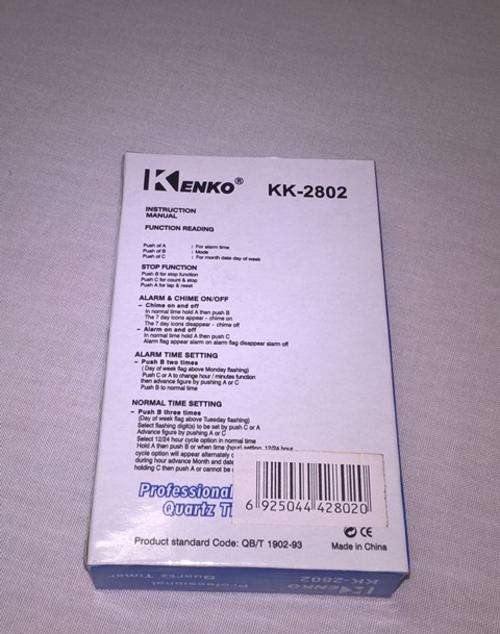 KENKO® KK-2802
INSTRUCTION
MANUAL
FUNCTION READING
Push of A : For alarm time
Push of B : Mode
Push of C : For month date day of week
STOP FUNCTION
Push B for stop function
Push C for count & stop
Push A for lap & reset
ALARM & CHIME ON/OFF
– Chime on and off
In normal time hold A then push B
The 7 day icons appear - chime on
The 7 day icons disappear - chime off
– Alarm on and off
In normal time hold A then push C
Alarm flag appear alarm on alarm flag disappear alarm off
ALARM TIME SETTING
– Push B two times
(Day of week flag above Monday flashing)
Push C or A to change hour / minutes function
then advance figure by pushing A or C
Push B to normal time
NORMAL TIME SETTING
– Push B three times
(Day of week flag above Tuesday flashing)
Select flashing digit(s) to be set by push C or A
Advance figure by pushing A or C
Select 12/24 hour cycle option in normal time
Hold A then push B or when time (hour) setting, 12/24 hour
cycle option will appear alternately
during hour advance Month and date
holding C then push A or cannot be
Professional
Quartz Ti
6 925044 428020
CE
Product standard Code: QB/T 1902-93 Made in China
Professional
Quartz Timer
KENKO
KK-2802